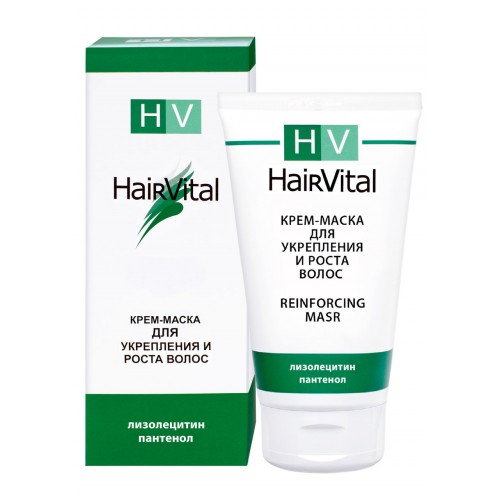 HV
HairVital
КРЕМ-МАСКА
ДЛЯ
УКРЕПЛЕНИЯ И
РОСТА ВОЛОС
лизолецитин
пантенол
HV
HairVital
КРЕМ-МАСКА
ДЛЯ
УКРЕПЛЕНИЯ
И РОСТА
ВОЛОС
REINFORCING
MASR
лизолецитин
пантенол